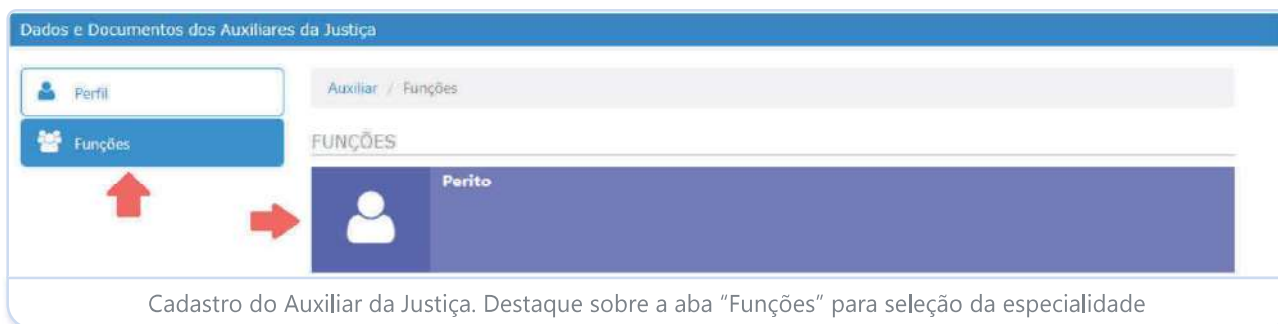 Dados e Documentos dos Auxiliares da Justiça
Perfil
Auxiliar / Funções
Funções
FUNÇÕES
Perito
Cadastro do Auxiliar da Justiça. Destaque sobre a aba “Funções” para seleção da especialidade